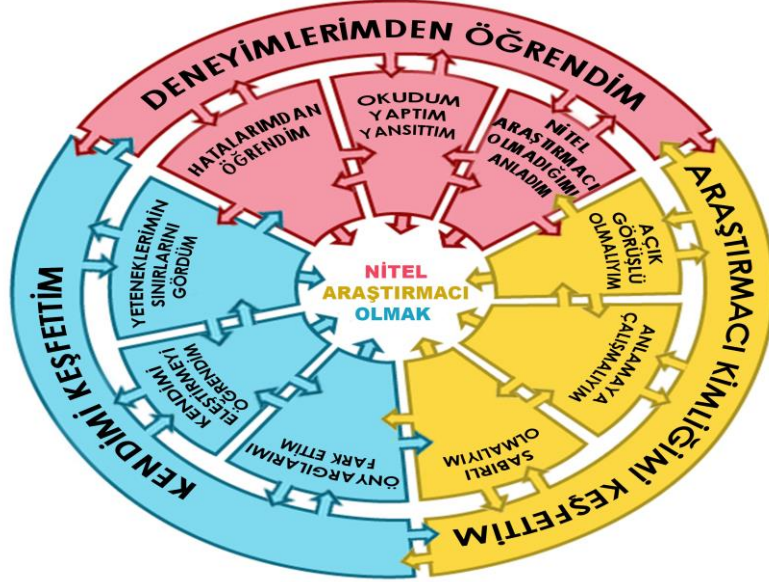 DENEYİMLERİMDEN ÖĞRENDİM
HATALARIMDAN
ÖĞRENDİM
OKUDUM
YAPTIM
YANSITTIM
NİTEL
ARAŞTIRMACI
OLMADIĞIMI
ANLADIM
ARAŞTIRMACI KİMLİĞİMİ KEŞFETTİM
AÇIK
GÖRÜŞLÜ
OLMALIYIM
ANLAMAYA
ÇALIŞMALIYIM
SABIRLI
OLMALIYIM
KENDİMİ KEŞFETTİM
ÖNYARGILARIMI
FARK ETTİM
KENDİMİ
ELEŞTİRMEYİ
ÖĞRENDİM
YETENEKLERİMİN
SINIRLARINI
GÖRDÜM
NİTEL
ARAŞTIRMACI
OLMAK